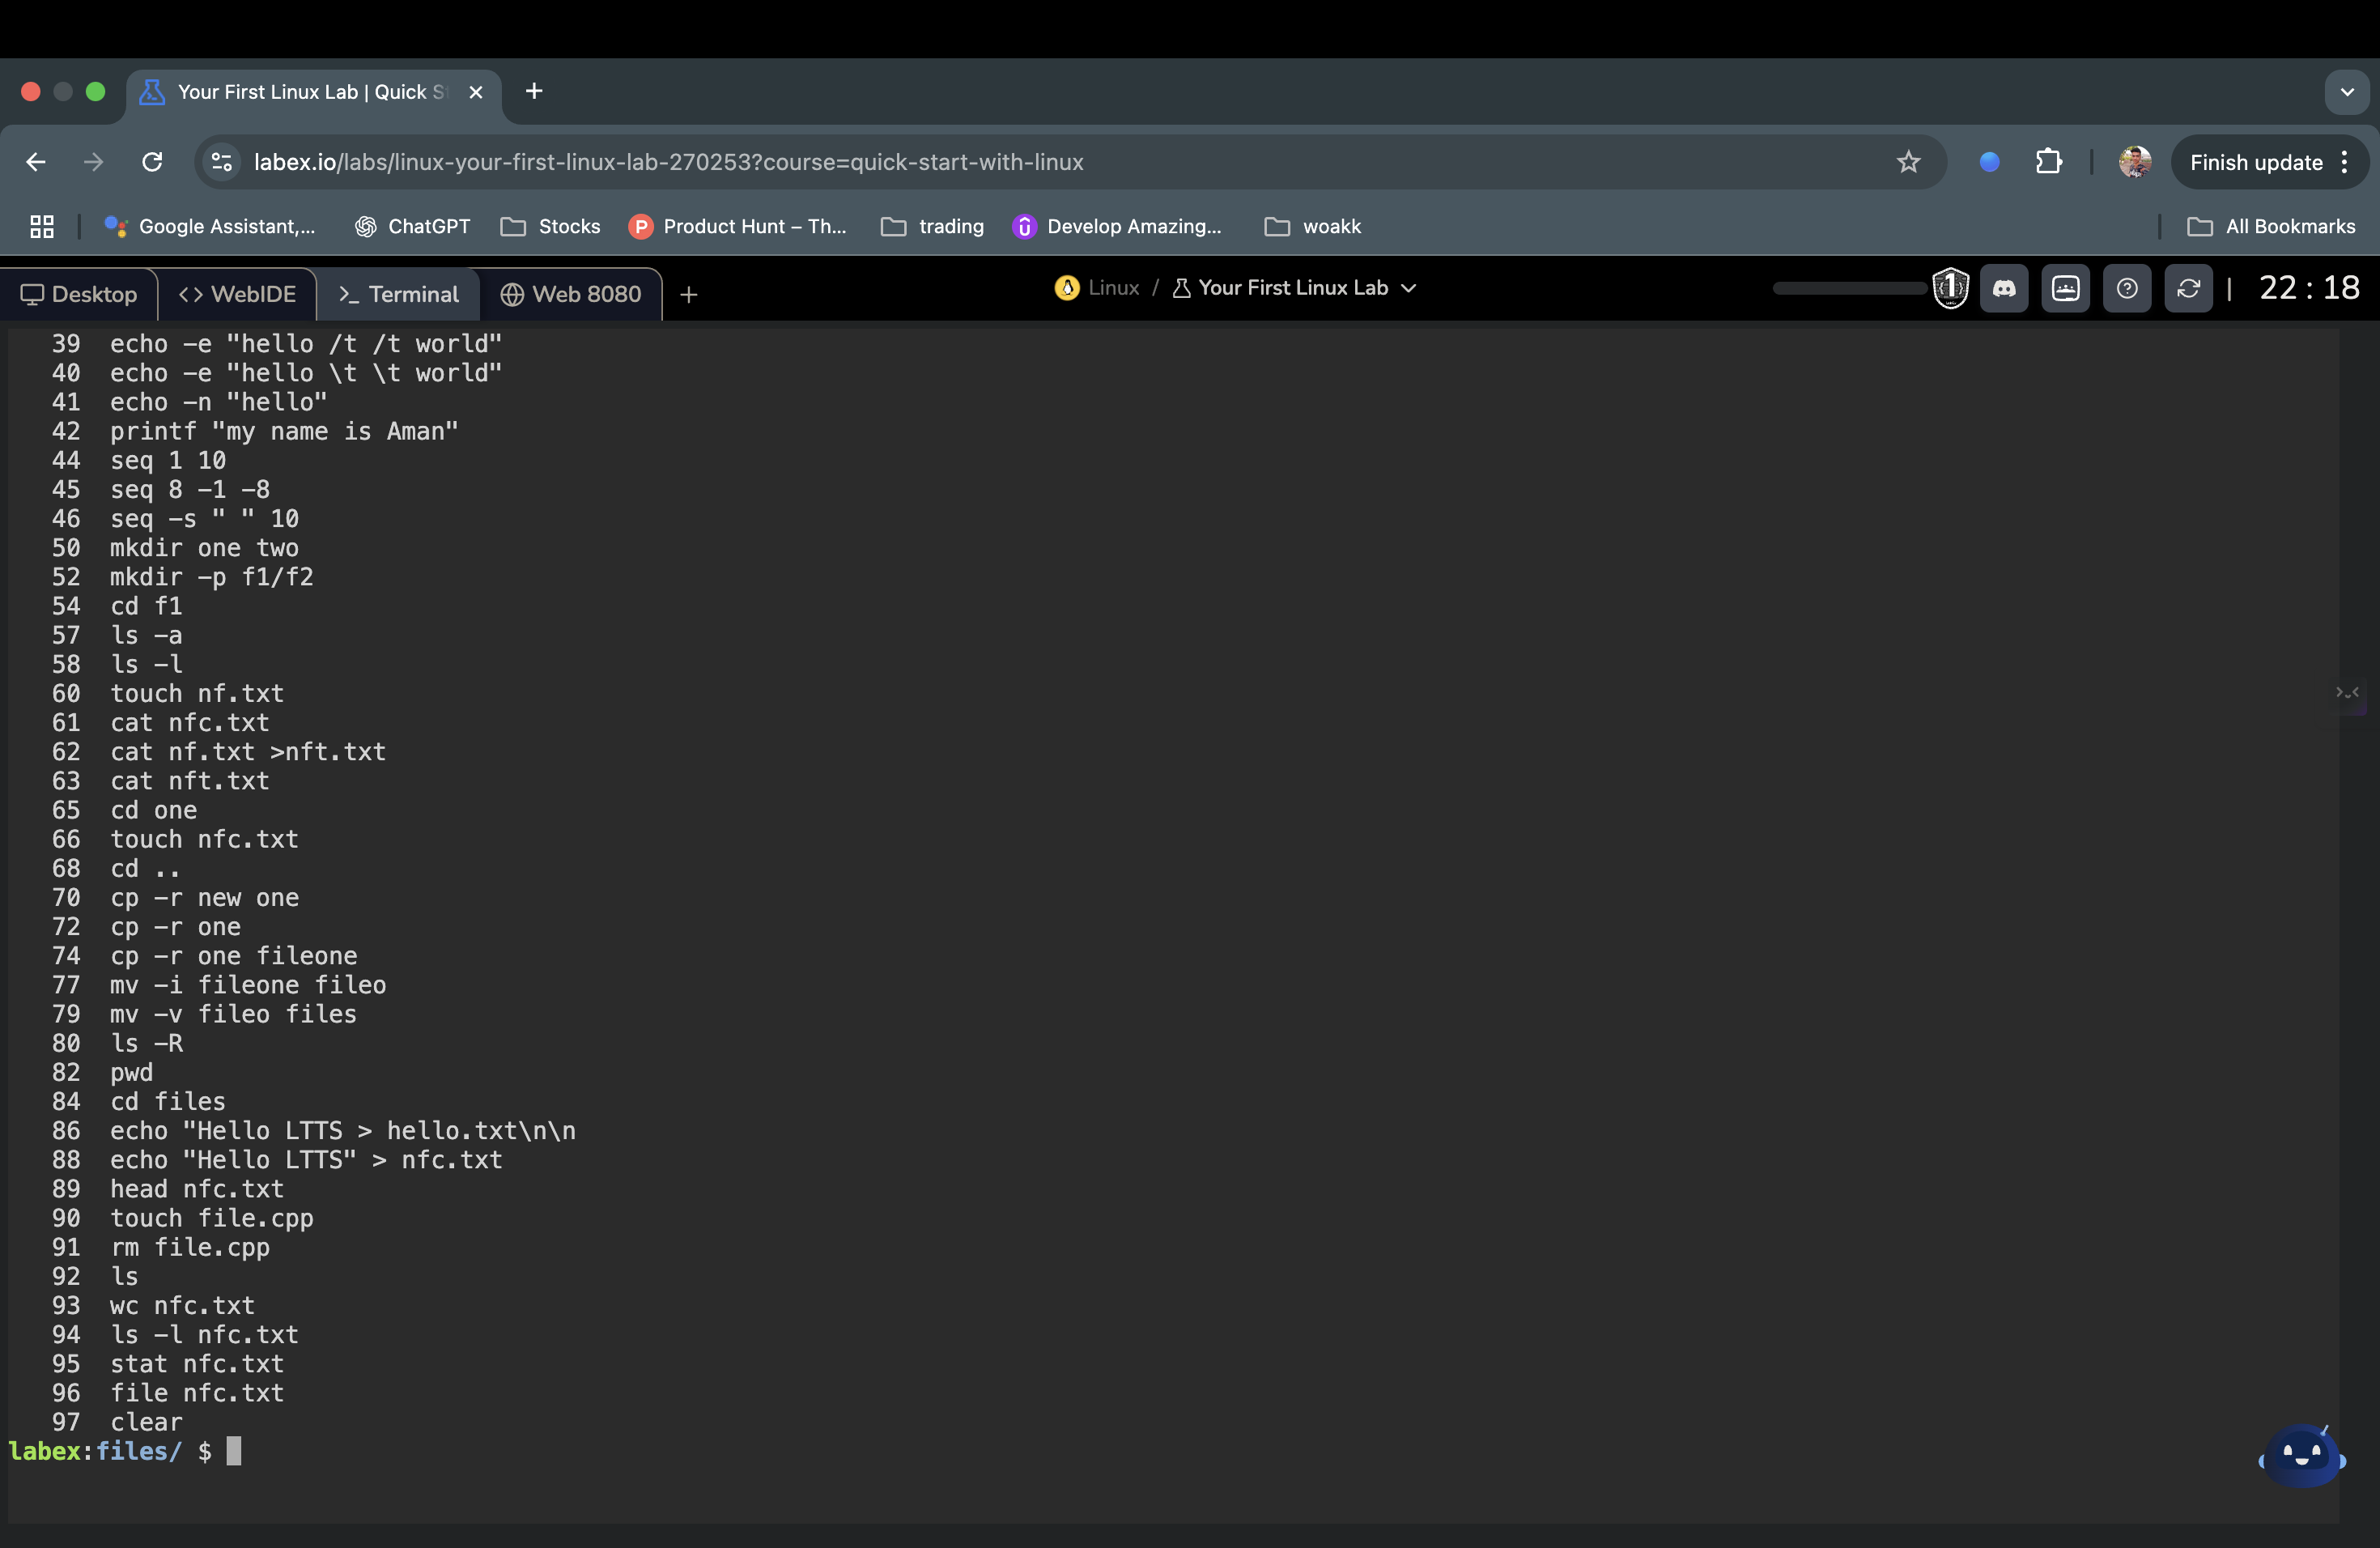 Your First Linux Lab | Quick S
labex.io/labs/linux-your-first-linux-lab-270253?course=quick-start-with-linux
Finish update
Google Assistant,...
ChatGPT
Stocks
Product Hunt – Th...
trading
Develop Amazing...
woakk
All Bookmarks
Desktop
WebIDE
Terminal
Web 8080
Linux / Your First Linux Lab
22 : 18
39 echo -e "hello /t /t world"
40 echo -e "hello \t \t world"
41 echo -n "hello"
42 printf "my name is Aman"
44 seq 1 10
45 seq 8 -1 -8
46 seq -s " " 10
50 mkdir one two
52 mkdir -p f1/f2
54 cd f1
57 ls -a
58 ls -l
60 touch nf.txt
61 cat nfc.txt
62 cat nf.txt >nft.txt
63 cat nft.txt
65 cd one
66 touch nfc.txt
68 cd ..
70 cp -r new one
72 cp -r one
74 cp -r one fileone
77 mv -i fileone fileo
79 mv -v fileo files
80 ls -R
82 pwd
84 cd files
86 echo "Hello LTTS > hello.txt\n\n
88 echo "Hello LTTS" > nfc.txt
89 head nfc.txt
90 touch file.cpp
91 rm file.cpp
92 ls
93 wc nfc.txt
94 ls -l nfc.txt
95 stat nfc.txt
96 file nfc.txt
97 clear
labex:files/ $